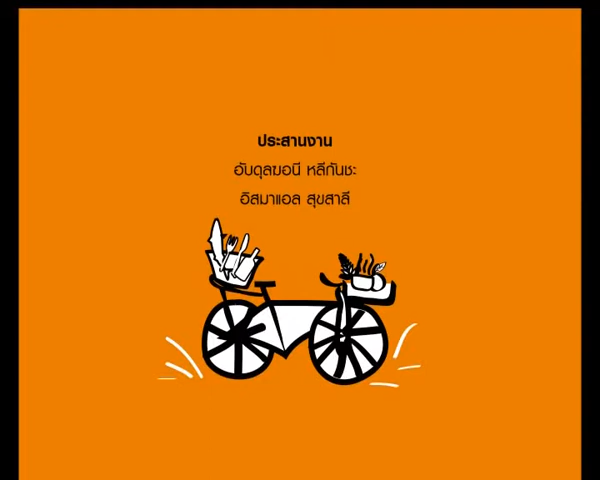 ประสานงาน
อับดุลฆอนี หลีกันชะ
อิสมาแอล สุขสาลี